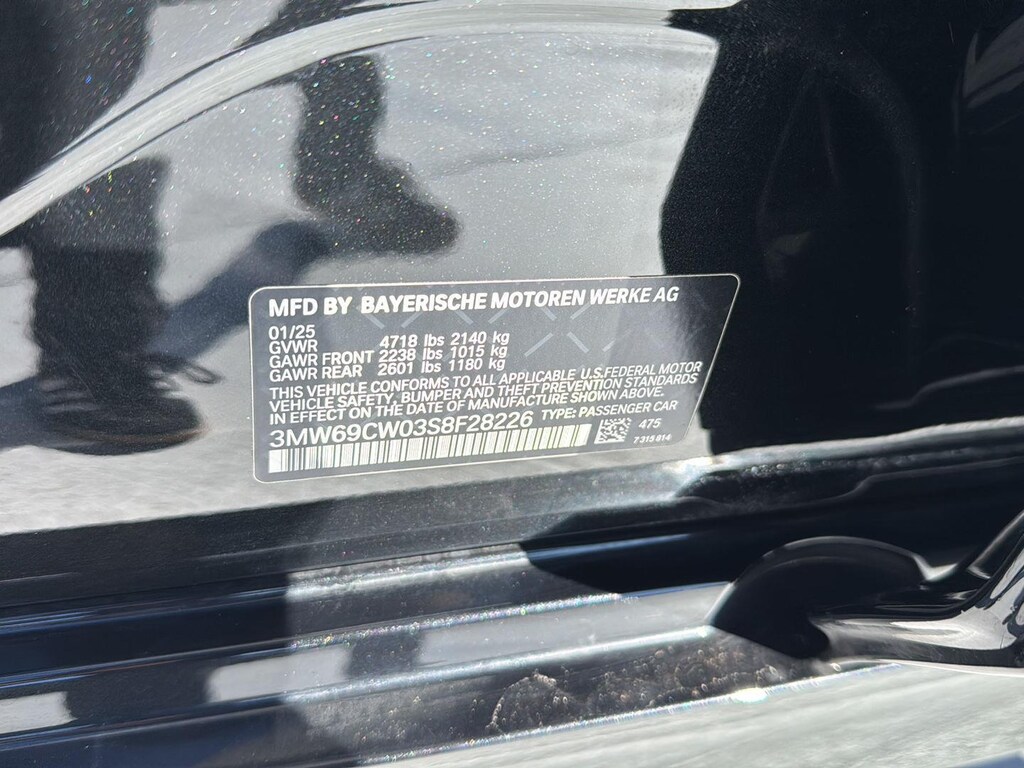 MFD BY BAYERISCHE MOTOREN WERKE AG
01/25
GVWR 4718 lbs 2140 kg
GAWR FRONT 2238 lbs 1015 kg
GAWR REAR 2601 lbs 1180 kg
THIS VEHICLE CONFORMS TO ALL APPLICABLE U.S.FEDERAL MOTOR
VEHICLE SAFETY, BUMPER AND THEFT PREVENTION STANDARDS
IN EFFECT ON THE DATE OF MANUFACTURE SHOWN ABOVE.
3MW69CW03S8F28226 TYPE: PASSENGER CAR
475
7 315 814